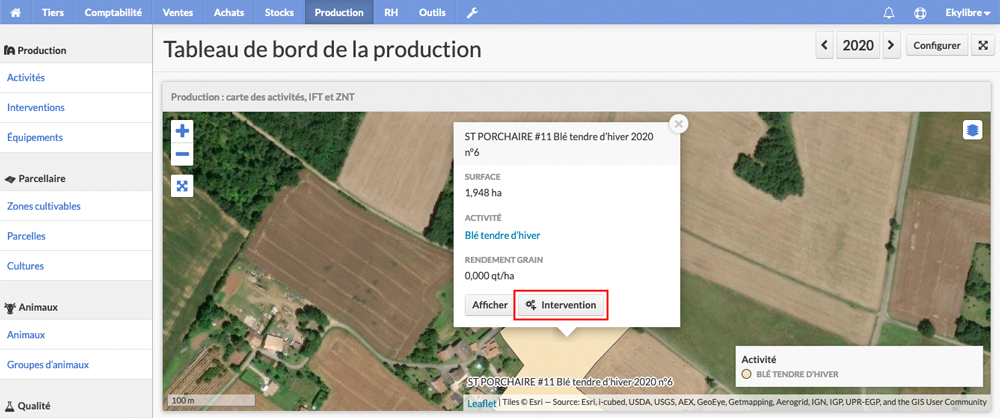 Tiers Comptabilité Ventes Achats Stocks Production RH Outils Ekylibre
Production
Activités
Interventions
Équipements
Parcellaire
Zones cultivables
Parcelles
Cultures
Animaux
Animaux
Groupes d'animaux
Qualité
Tableau de bord de la production
2020
Configurer
Production : carte des activités, IFT et ZNT
+
−
ST PORCHAIRE #11 Blé tendre d'hiver 2020
n°6
SURFACE
1,948 ha
ACTIVITÉ
Blé tendre d'hiver
RENDEMENT GRAIN
0,000 qt/ha
Afficher
Intervention
ST PORCHAIRE #11 Blé tendre d'hiver 2020 n°6
Activité
BLÉ TENDRE D'HIVER
100 m
Leaflet | Tiles © Esri — Source: Esri, i-cubed, USDA, USGS, AEX, GeoEye, Getmapping, Aerogrid, IGN, IGP, UPR-EGP, and the GIS User Community